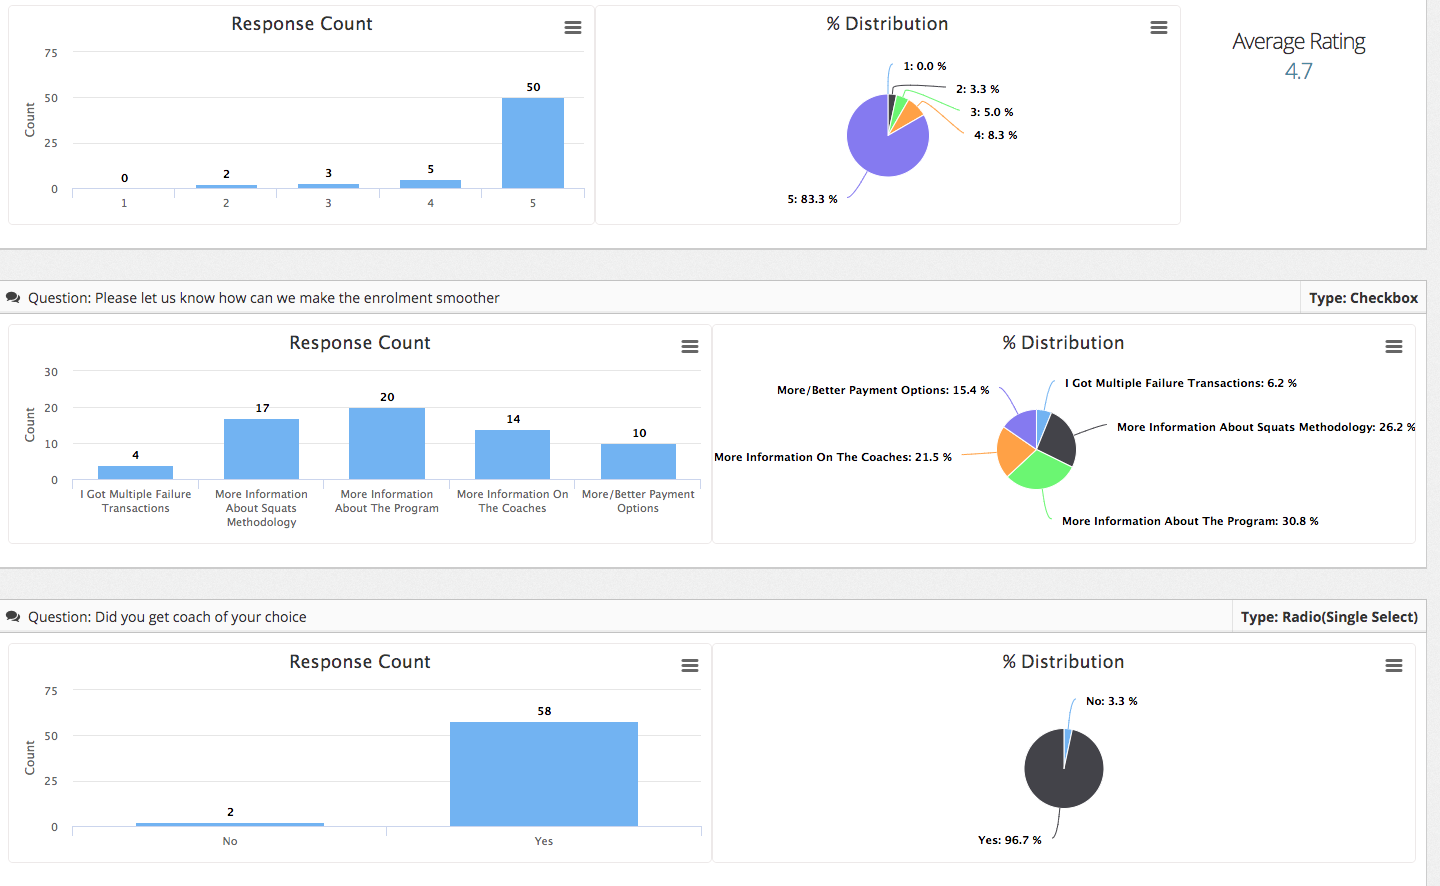 Response Count
75
50
25
0
Count
0
2
3
5
50
1
2
3
4
5
% Distribution
1: 0.0 %
2: 3.3 %
3: 5.0 %
4: 8.3 %
5: 83.3 %
Average Rating
4.7
Question: Please let us know how can we make the enrolment smoother
Type: Checkbox
Response Count
30
20
10
0
Count
4
17
20
14
10
I Got Multiple Failure
Transactions
More Information
About Squats
Methodology
More Information
About The Program
More Information On
The Coaches
More/Better Payment
Options
% Distribution
I Got Multiple Failure Transactions: 6.2 %
More/Better Payment Options: 15.4 %
More Information About Squats Methodology: 26.2 %
More Information On The Coaches: 21.5 %
More Information About The Program: 30.8 %
Question: Did you get coach of your choice
Type: Radio(Single Select)
Response Count
75
50
25
0
Count
2
58
No
Yes
% Distribution
No: 3.3 %
Yes: 96.7 %